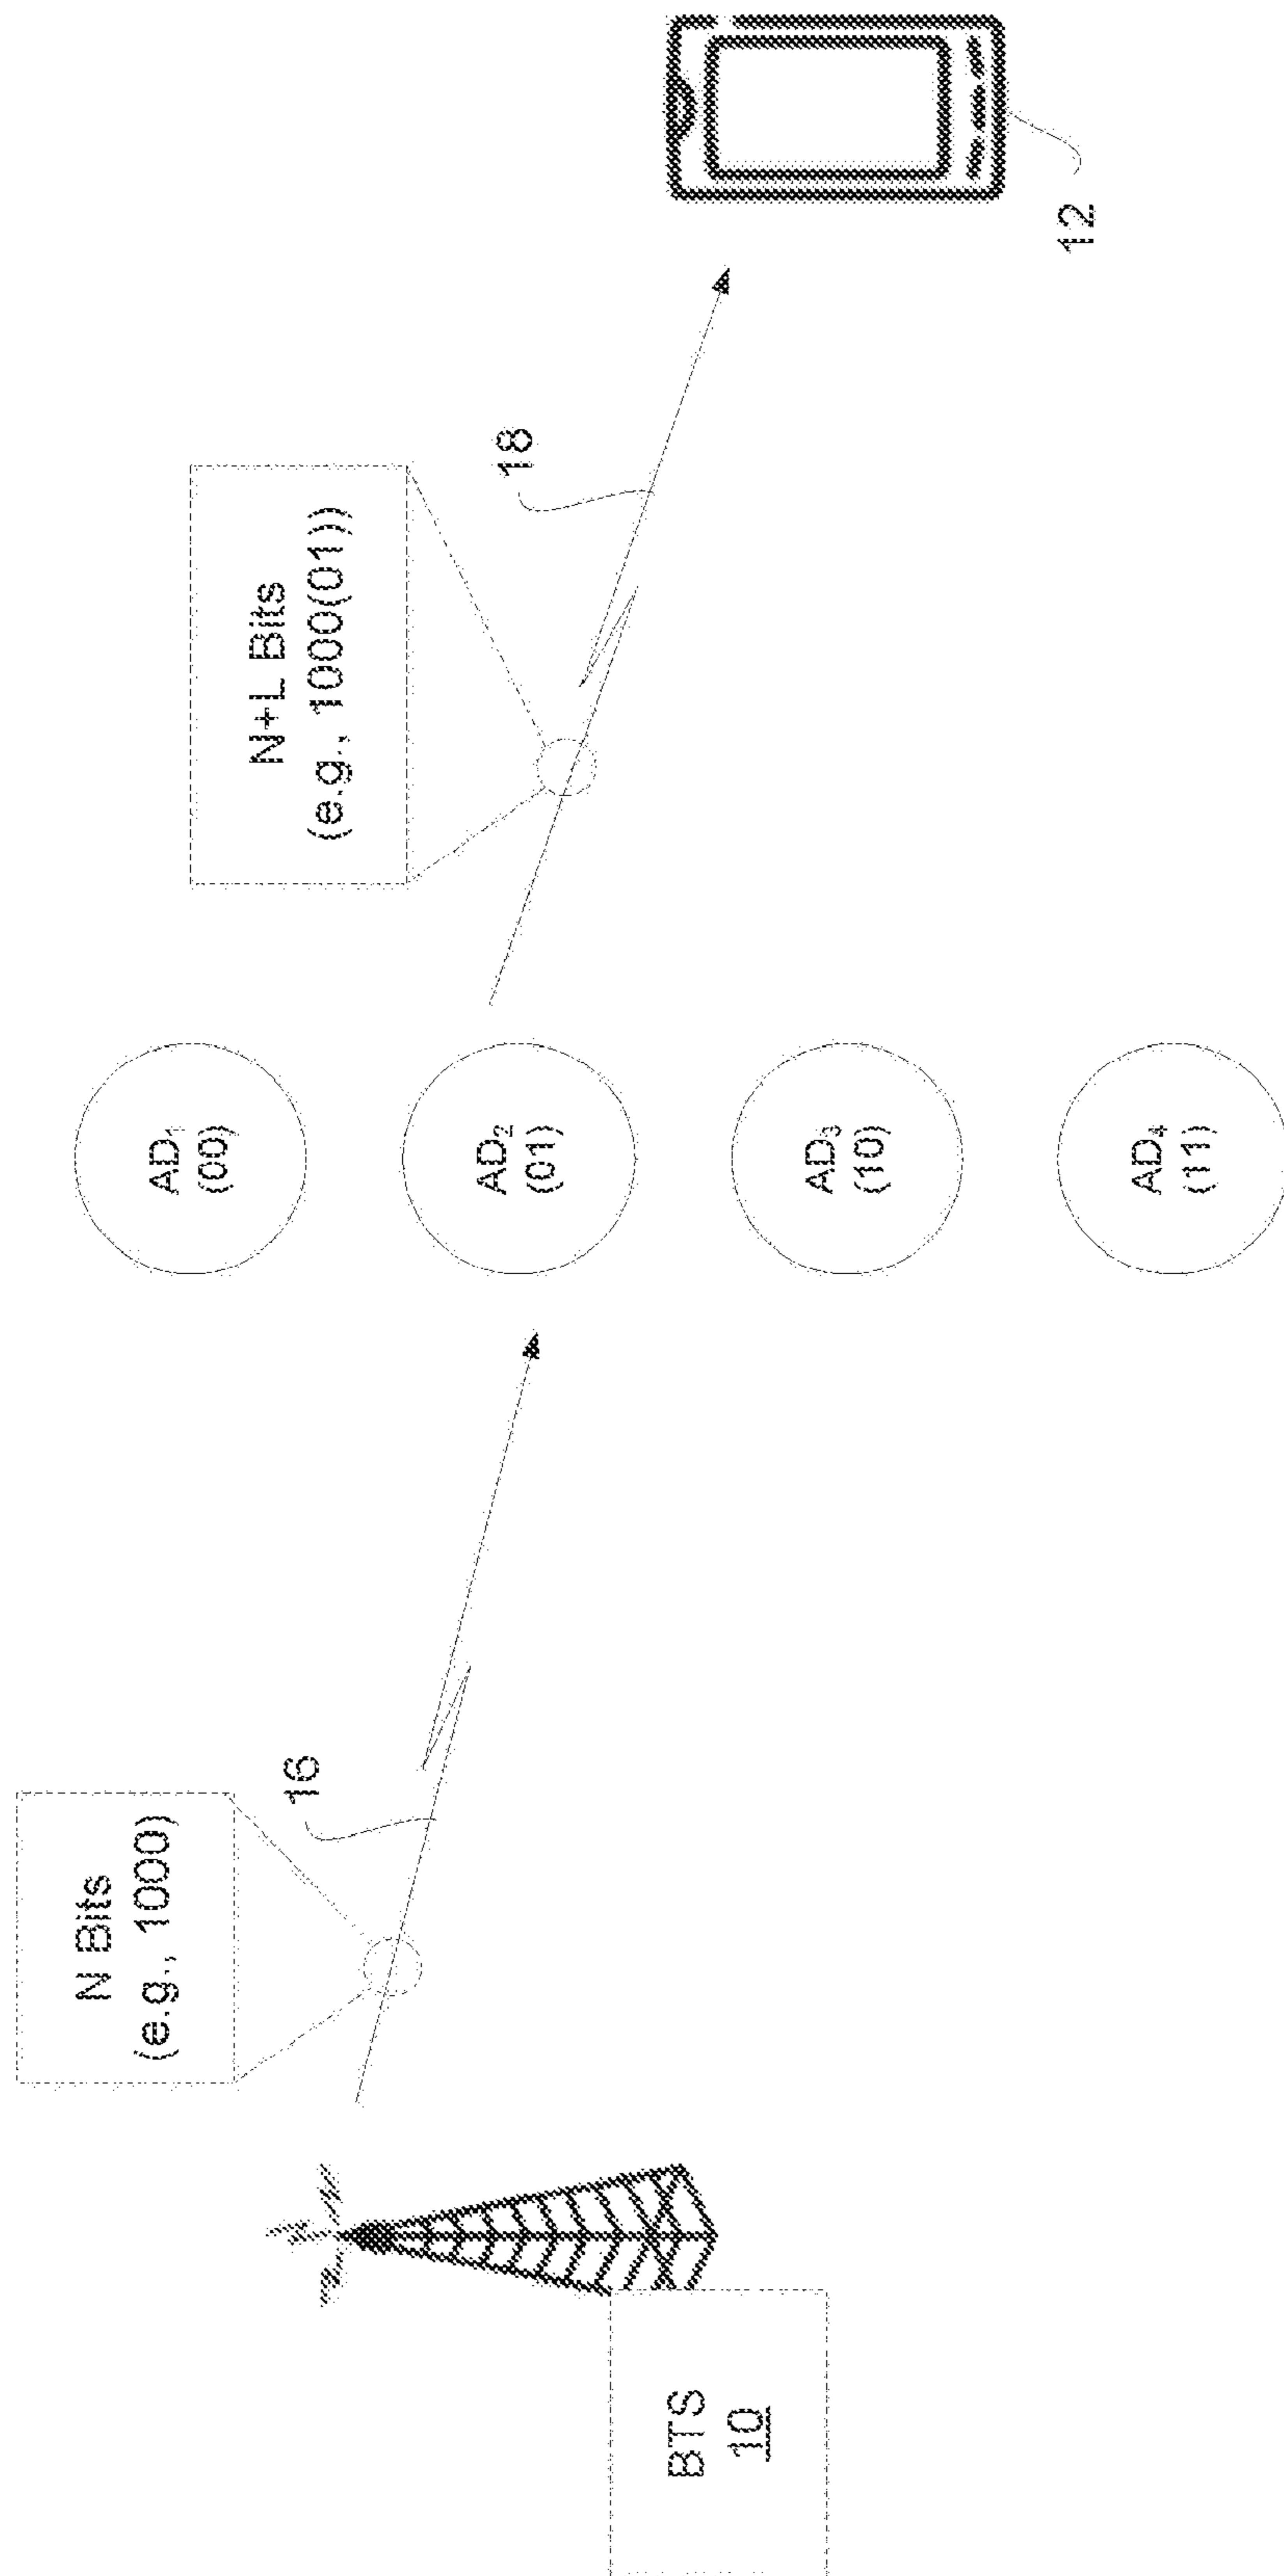 N Bits
(e.g., 1000)
16
BTS
10
AD1
(00)
AD2
(01)
AD3
(10)
AD4
(11)
N+L Bits
(e.g., 1000(01))
18
12